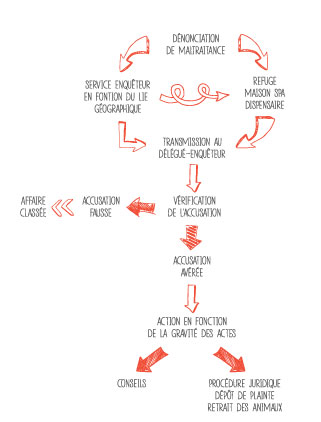 DÉNONCIATION
DE MALTRAITANCE
SERVICE ENQUÊTEUR
EN FONTION DU LIE
GÉOGRAPHIQUE
REFUGE
MAISON SPA
DISPENSAIRE
TRANSMISSION AU
DÉLÉGUÉ-ENQUÊTEUR
AFFAIRE
CLASSÉE
ACCUSATION
FAUSSE
VÉRIFICATION
DE L'ACCUSATION
ACCUSATION
AVÉRÉE
ACTION EN FONCTION
DE LA GRAVITÉ DES ACTES
CONSEILS
PROCÉDURE JURIDIQUE
DÉPÔT DE PLAINTE
RETRAIT DES ANIMAUX